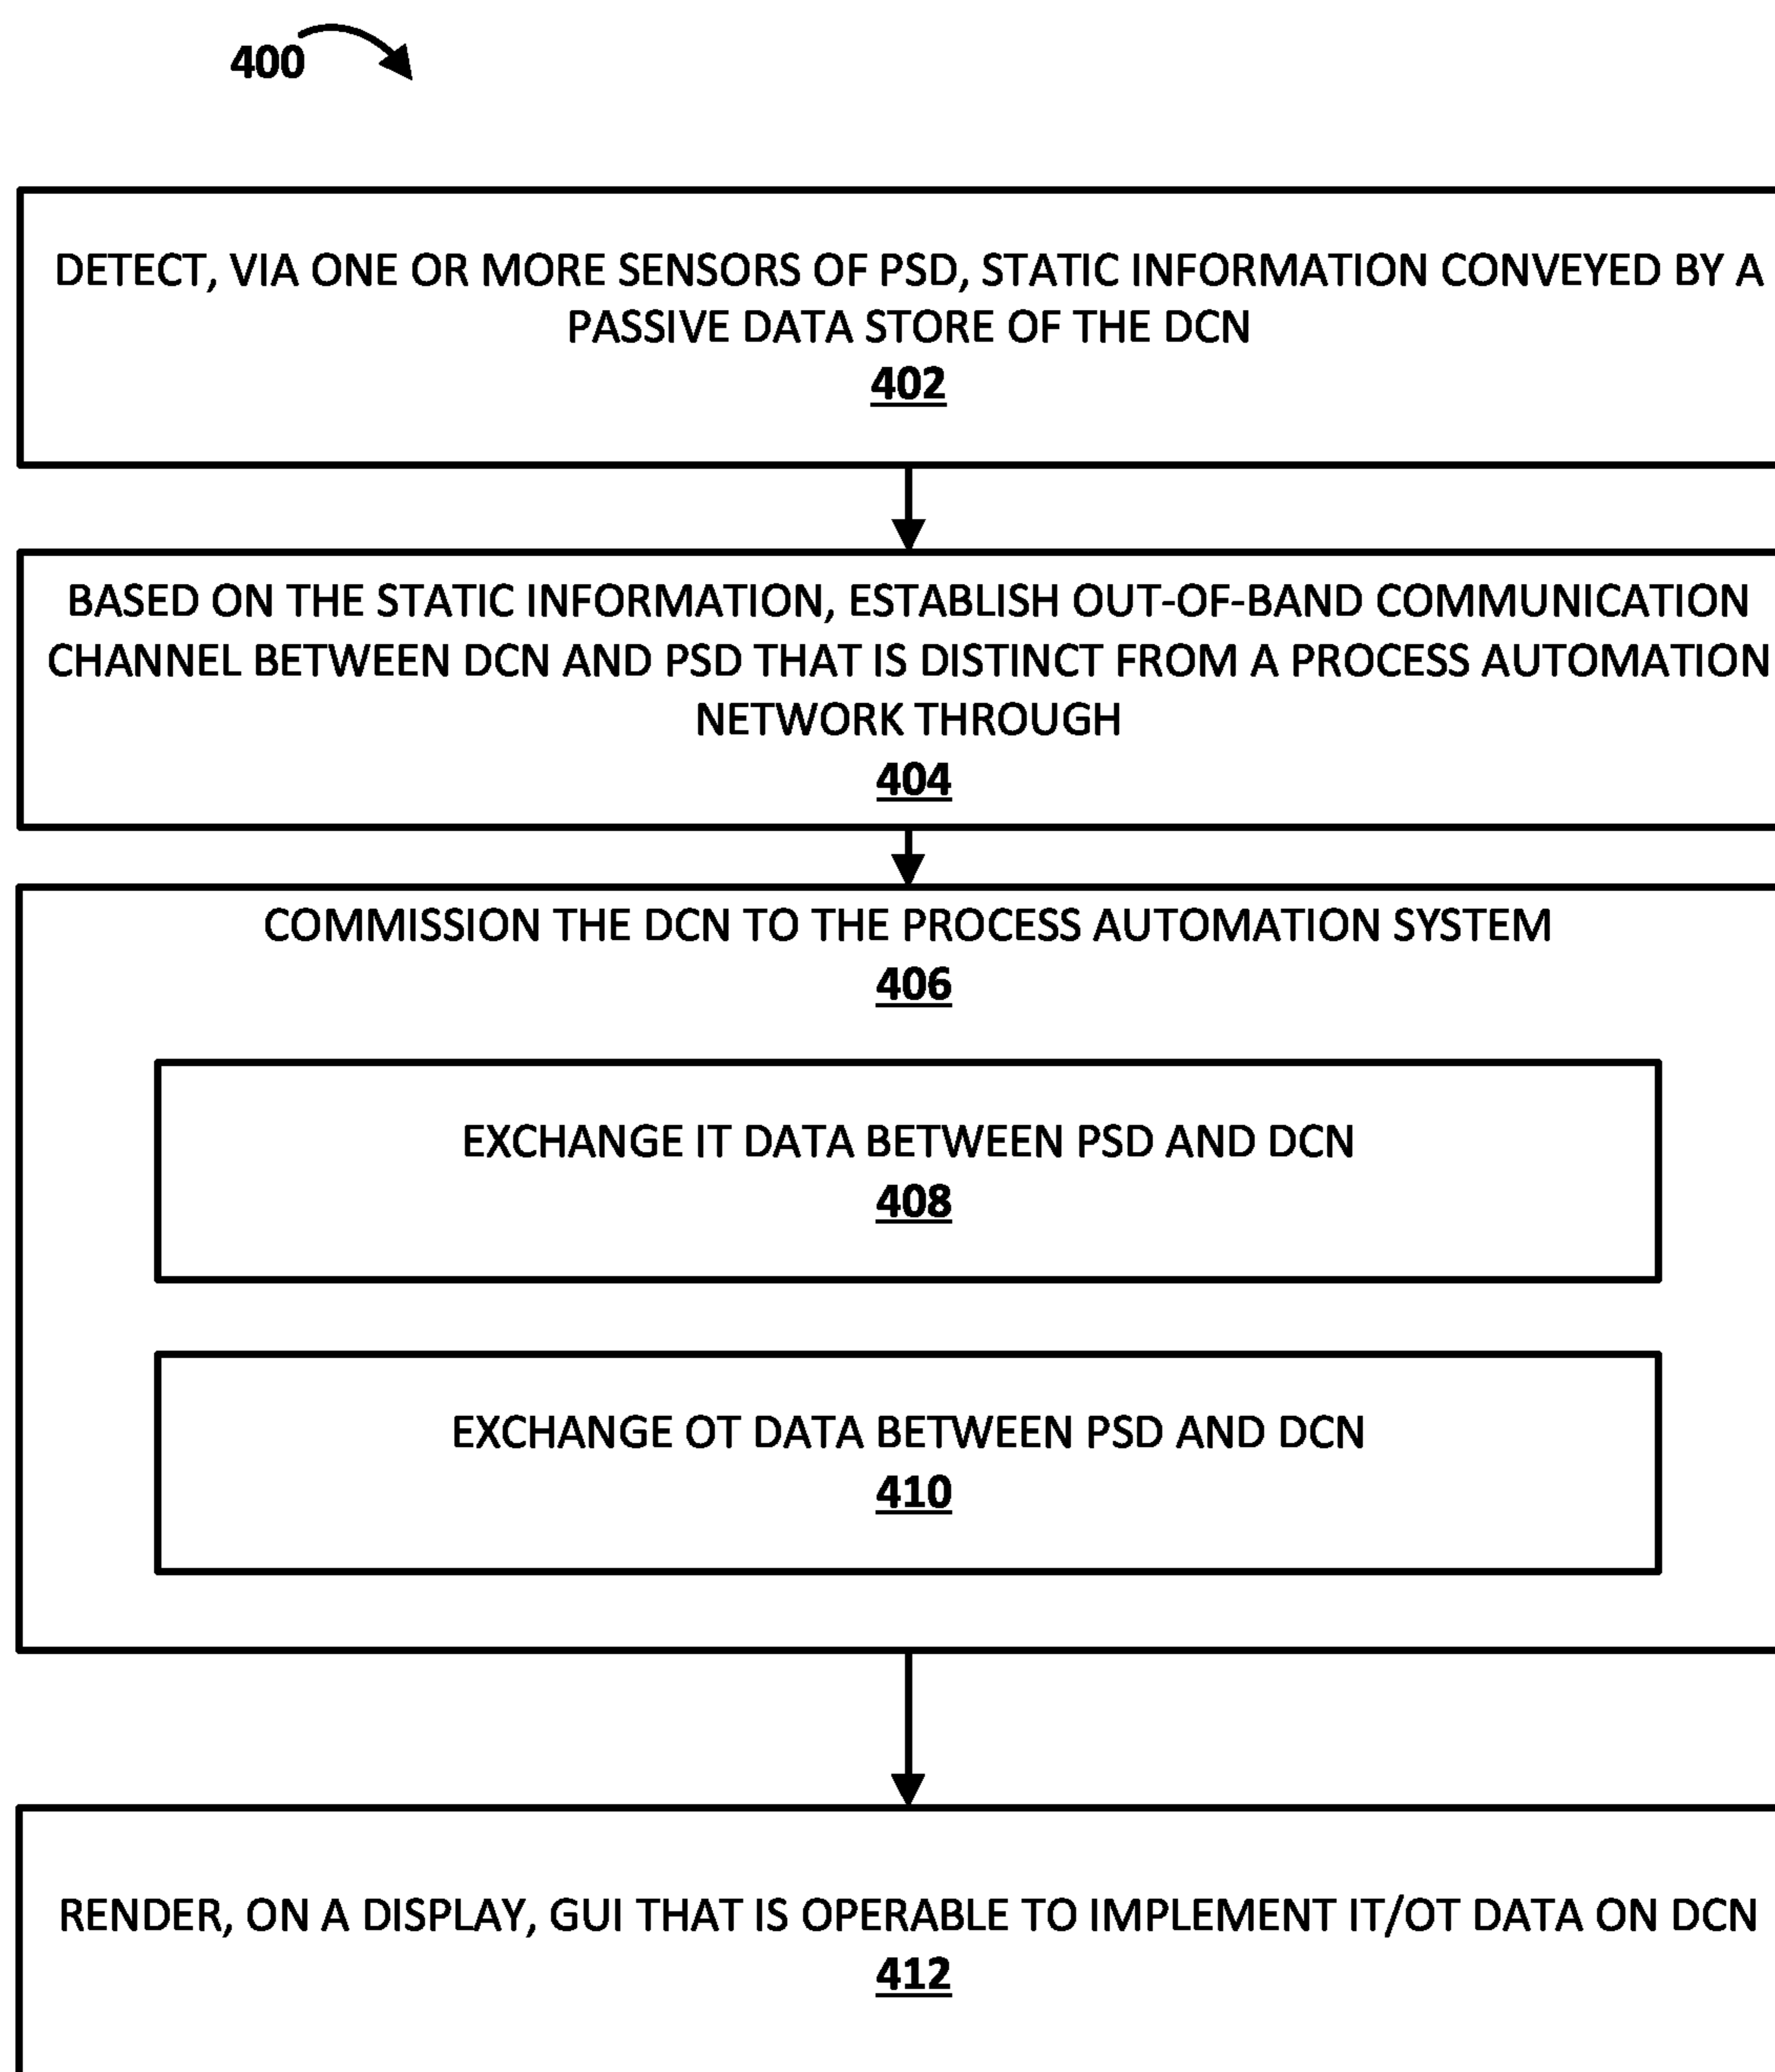 400
DETECT, VIA ONE OR MORE SENSORS OF PSD, STATIC INFORMATION CONVEYED BY A
PASSIVE DATA STORE OF THE DCN
402
BASED ON THE STATIC INFORMATION, ESTABLISH OUT-OF-BAND COMMUNICATION
CHANNEL BETWEEN DCN AND PSD THAT IS DISTINCT FROM A PROCESS AUTOMATION
NETWORK THROUGH
404
COMMISSION THE DCN TO THE PROCESS AUTOMATION SYSTEM
406
EXCHANGE IT DATA BETWEEN PSD AND DCN
408
EXCHANGE OT DATA BETWEEN PSD AND DCN
410
RENDER, ON A DISPLAY, GUI THAT IS OPERABLE TO IMPLEMENT IT/OT DATA ON DCN
412